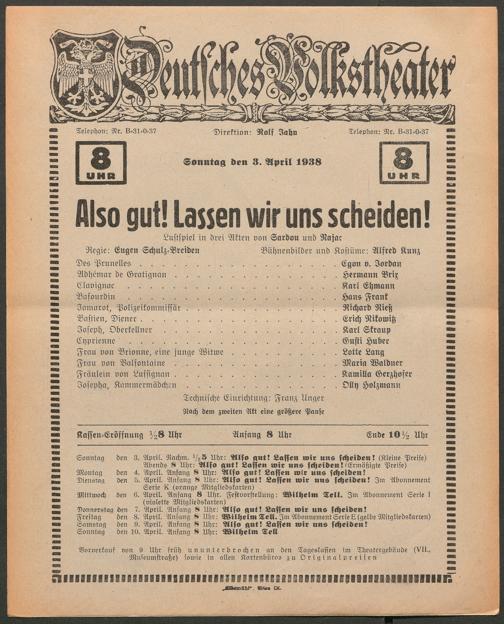 Deutsches Volkstheater
Telephon: Nr. B-31-0-37 Direktion: Rolf Jahn Telephon: Nr. B-31-0-37
8 UHR Sonntag den 3. April 1938 8 UHR
Also gut! Lassen wir uns scheiden!
Lustspiel in drei Akten von Sardou und Najac
Regie: Eugen Schulz-Breiden Bühnenbilder und Kostüme: Alfred Kunz
Des Prunelles . . . Egon v. Jordan
Adhémar de Gratignan . . . Hermann Brix
Clavignac . . . Karl Ehmann
Bafourdin . . . Hans Frank
Jamarot, Polizeikommissär . . . Richard Rieß
Bastien, Diener . . . Erich Nikowitz
Joseph, Oberkellner . . . Karl Skraup
Cyprienne . . . Gusti Huber
Frau von Brionne, eine junge Witwe . . . Lotte Lang
Frau von Valfontaine . . . Maria Waldner
Fräulein von Lussignan . . . Kamilla Gerzhofer
Josepha, Kammermädchen . . . Olly Holzmann
Technische Einrichtung: Franz Unger
Nach dem zweiten Akt eine größere Pause
Kassen-Eröffnung ½8 Uhr Anfang 8 Uhr Ende 10½ Uhr
Sonntag den 3. April. Nachm. ½5 Uhr: Also gut! Lassen wir uns scheiden! (Kleine Preise)
Abends 8 Uhr: Also gut! Lassen wir uns scheiden! (Ermäßigte Preise)
Montag den 4. April. Anfang 8 Uhr: Also gut! Lassen wir uns scheiden!
Dienstag den 5. April. Anfang 8 Uhr: Also gut! Lassen wir uns scheiden! Im Abonnement
Serie K (orange Mitgliedskarten)
Mittwoch den 6. April. Anfang 8 Uhr. Festvorstellung: Wilhelm Tell. Im Abonnement Serie I
(violette Mitgliedskarten)
Donnerstag den 7. April. Anfang 8 Uhr: Also gut! Lassen wir uns scheiden!
Freitag den 8. April. Anfang 8 Uhr: Wilhelm Tell. Im Abonnement Serie L (gelbe Mitgliedskarten)
Samstag den 9. April. Anfang 8 Uhr: Also gut! Lassen wir uns scheiden!
Sonntag den 10. April. Anfang 8 Uhr: Wilhelm Tell
Vorverkauf von 9 Uhr früh ununterbrochen an den Tageskassen im Theatergebäude (VII.,
Museumstraße) sowie in allen Kartenbüros zu Originalpreisen
Wien IX.